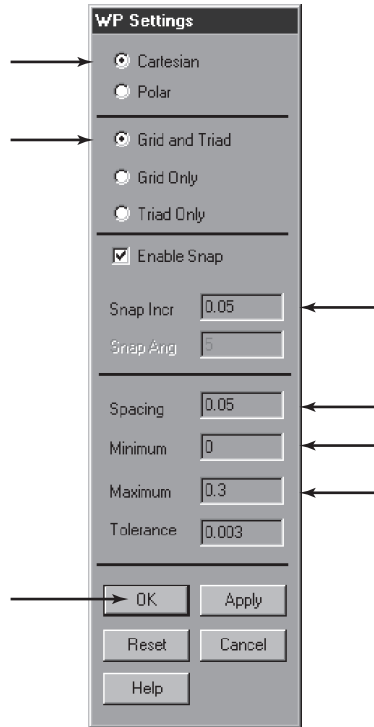 WP Settings
Cartesian
Polar
Grid and Triad
Grid Only
Triad Only
Enable Snap
Snap Incr 0.05
Snap Ang 5
Spacing 0.05
Minimum 0
Maximum 0.3
Tolerance 0.003
OK Apply
Reset Cancel
Help